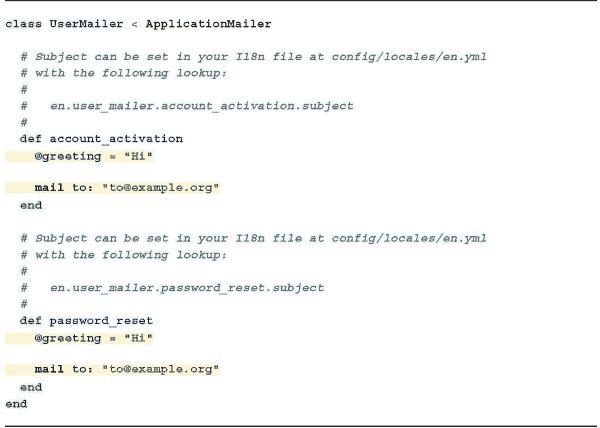 class UserMailer < ApplicationMailer

  # Subject can be set in your I18n file at config/locales/en.yml
  # with the following lookup:
  #
  #   en.user_mailer.account_activation.subject
  #
  def account_activation
    @greeting = "Hi"

    mail to: "to@example.org"
  end

  # Subject can be set in your I18n file at config/locales/en.yml
  # with the following lookup:
  #
  #   en.user_mailer.password_reset.subject
  #
  def password_reset
    @greeting = "Hi"

    mail to: "to@example.org"
  end
end